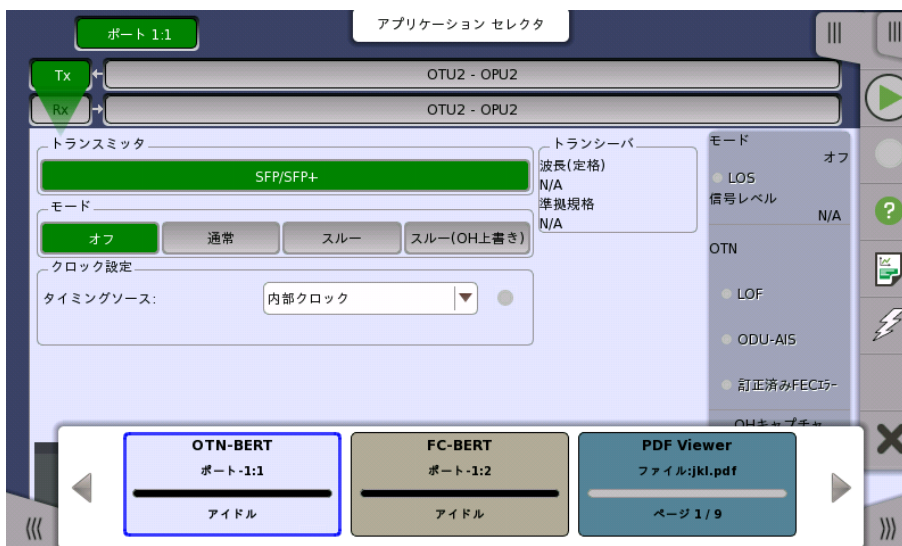 アプリケーション セレクタ
ポート 1:1
Tx
OTU2 - OPU2
Rx
OTU2 - OPU2
トランスミッタ
SFP/SFP+
モード
オフ
通常
スルー
スルー(OH上書き)
クロック設定
タイミングソース:
内部クロック
トランシーバ
波長(定格)
N/A
準拠規格
N/A
モード
オフ
LOS
信号レベル
N/A
OTN
LOF
ODU-AIS
訂正済みFECエラー
OHキャプチャ
OTN-BERT
ポート-1:1
アイドル
FC-BERT
ポート-1:2
アイドル
PDF Viewer
ファイル:jkl.pdf
ページ 1 / 9